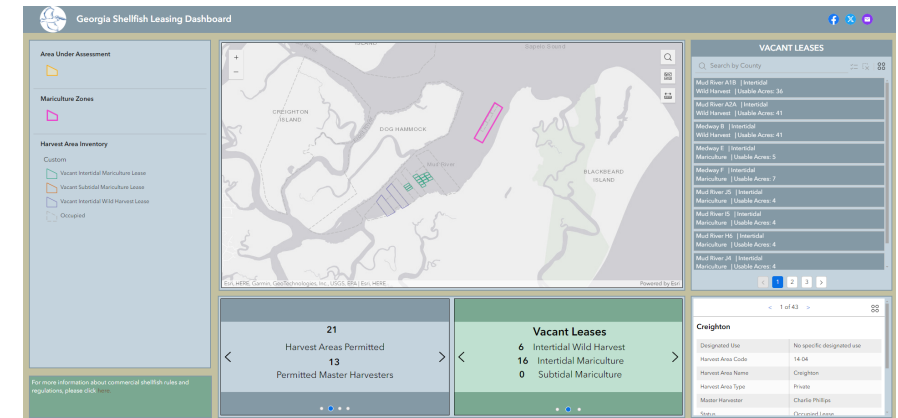 Georgia Shellfish Leasing Dashboard
Area Under Assessment
Mariculture Zones
Harvest Area Inventory
Custom
Vacant Intertidal Mariculture Lease
Vacant Subtidal Mariculture Lease
Vacant Intertidal Wild Harvest Lease
Occupied
For more information about commercial shellfish rules and
regulations, please click here.
+
−
ISLAND
Sapelo Sound
CREIGHTON
ISLAND
DOG HAMMOCK
Mud River
BLACKBEARD
ISLAND
Esri, HERE, Garmin, GeoTechnologies, Inc., USGS, EPA | Esri, HERE
Powered by Esri
21
Harvest Areas Permitted
13
Permitted Master Harvesters
Vacant Leases
6 Intertidal Wild Harvest
16 Intertidal Mariculture
0 Subtidal Mariculture
VACANT LEASES
Search by County
Mud River A1B | Intertidal
Wild Harvest | Usable Acres: 36
Mud River A2A | Intertidal
Wild Harvest | Usable Acres: 41
Medway B | Intertidal
Wild Harvest | Usable Acres: 41
Medway E | Intertidal
Mariculture | Usable Acres: 5
Medway F | Intertidal
Mariculture | Usable Acres: 7
Mud River J5 | Intertidal
Mariculture | Usable Acres: 4
Mud River I5 | Intertidal
Mariculture | Usable Acres: 4
Mud River H6 | Intertidal
Mariculture | Usable Acres: 4
Mud River J4 | Intertidal
Mariculture | Usable Acres: 4
< 1 2 3 >
< 1 of 43 >
Creighton
Designated Use No specific designated use
Harvest Area Code 14-04
Harvest Area Name Creighton
Harvest Area Type Private
Master Harvester Charlie Phillips
Status Occupied Lease